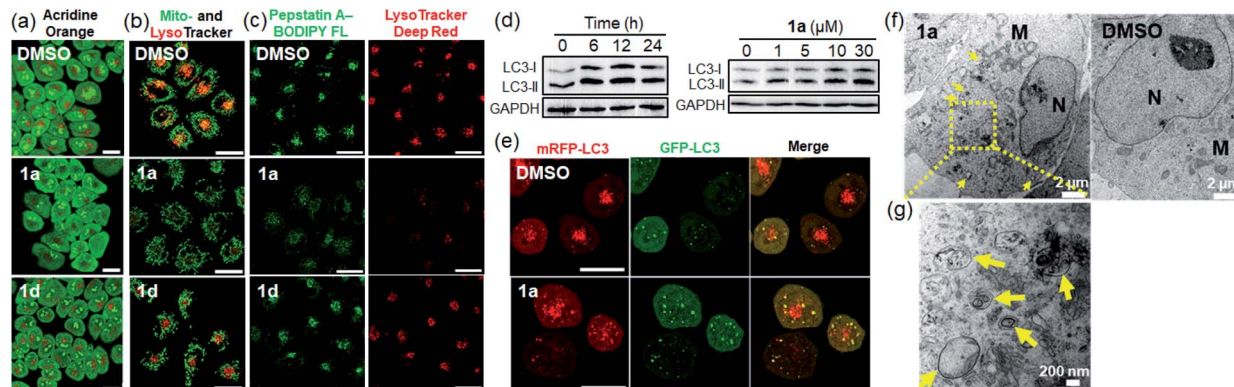 (a)
Acridine
Orange
DMSO
1a
1d
(b)
Mito- and
LysoTracker
DMSO
1a
1d
(c)
Pepstatin A–
BODIPY FL
LysoTracker
Deep Red
DMSO
1a
1d
(d)
Time (h)
0 6 12 24
LC3-I
LC3-II
GAPDH
1a (μM)
0 1 5 10 30
LC3-I
LC3-II
GAPDH
(e)
mRFP-LC3
GFP-LC3
Merge
DMSO
1a
(f)
1a
M
N
2 μm
DMSO
N
M
2 μm
(g)
200 nm